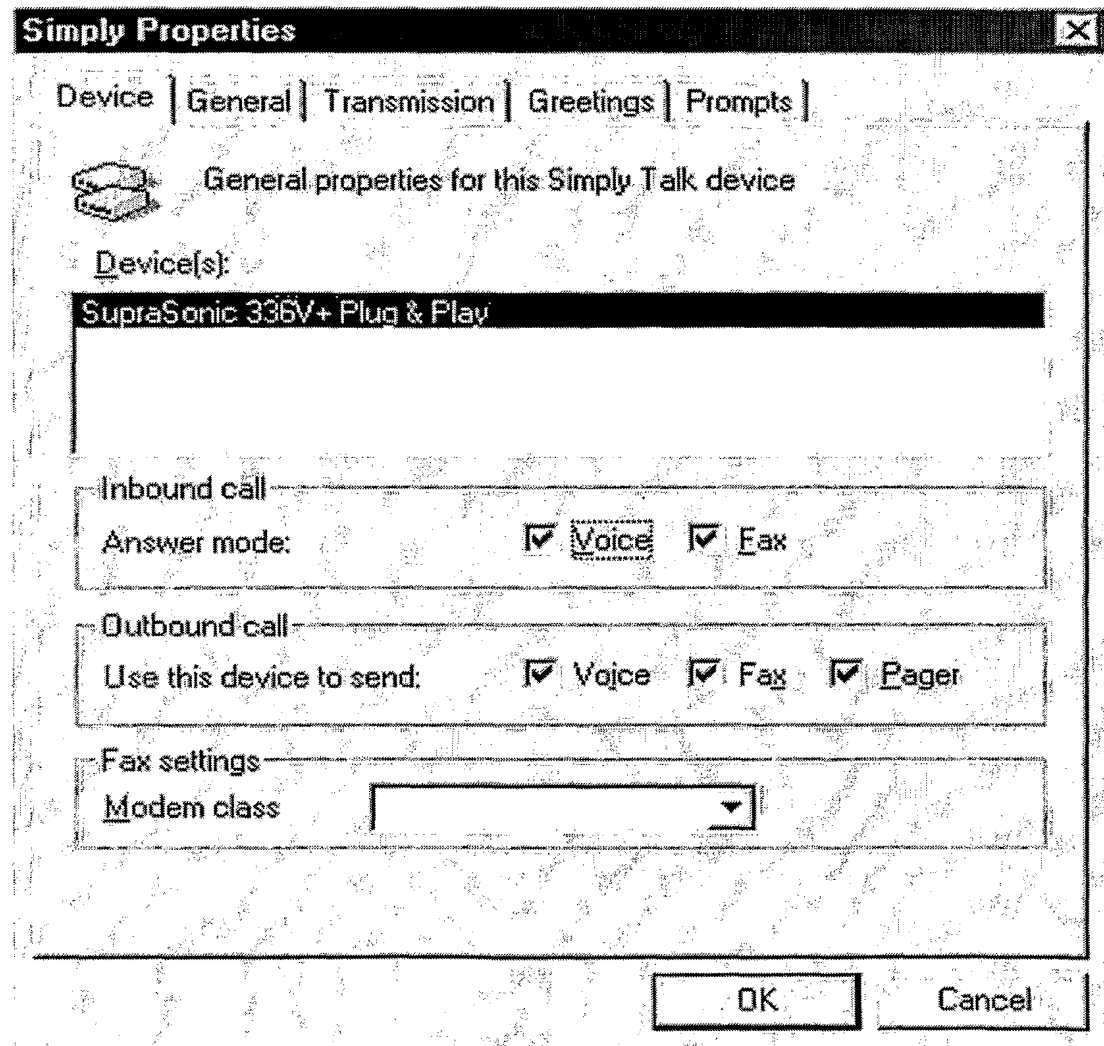 Simply Properties
Device General Transmission Greetings Prompts
General properties for this Simply Talk device
Device(s):
SupraSonic 336V+ Plug & Play
Inbound call
Answer mode: Voice Fax
Outbound call
Use this device to send: Voice Fax Pager
Fax settings
Modem class
OK Cancel